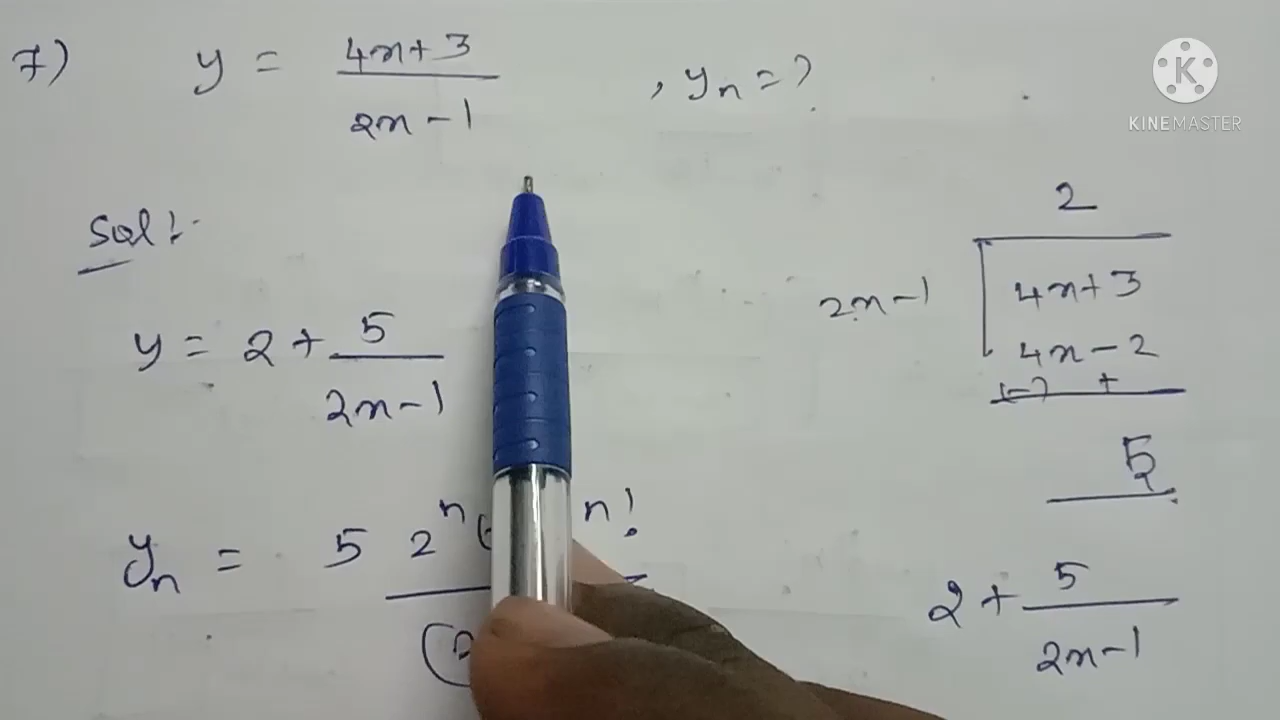 7) y = 4x+3 / 2x-1 , yn = ?
KINEMASTER
Sol:-
y = 2 + 5 / 2x-1
yn = 5 2^n n! / (2
2
2x-1 4x+3
4x-2
(-) +
5
2 + 5 / 2x-1